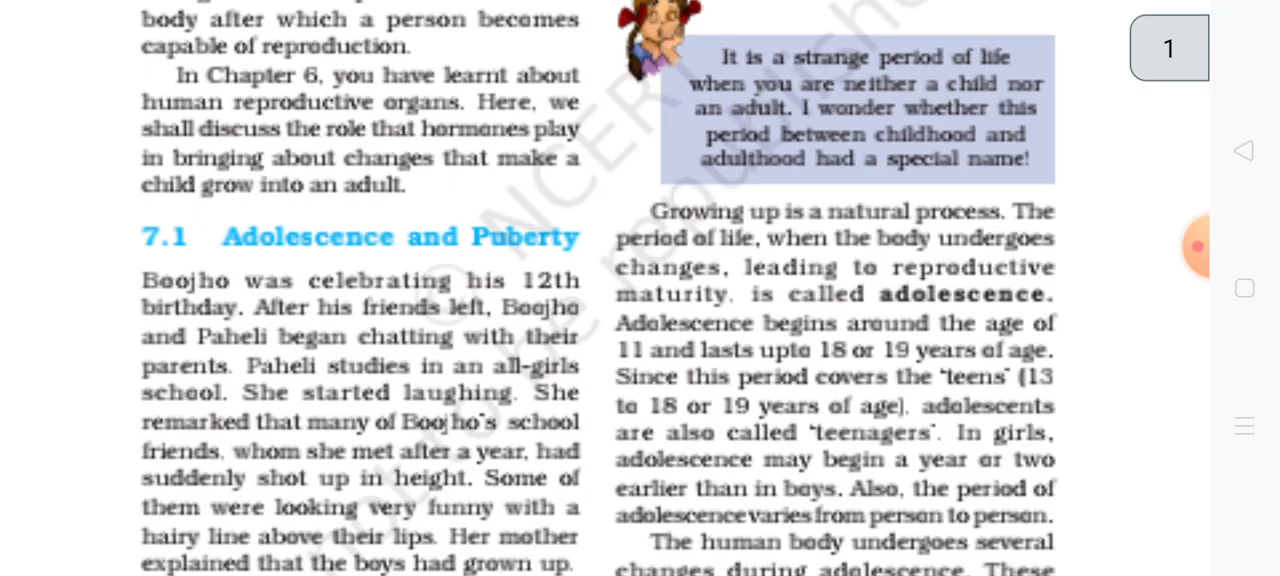 body after which a person becomes
capable of reproduction.
In Chapter 6, you have learnt about
human reproductive organs. Here, we
shall discuss the role that hormones play
in bringing about changes that make a
child grow into an adult.
7.1 Adolescence and Puberty
Boojho was celebrating his 12th
birthday. After his friends left, Boojho
and Paheli began chatting with their
parents. Paheli studies in an all-girls
school. She started laughing. She
remarked that many of Boojho's school
friends, whom she met after a year, had
suddenly shot up in height. Some of
them were looking very funny with a
hairy line above their lips. Her mother
explained that the boys had grown up.
It is a strange period of life
when you are neither a child nor
an adult. I wonder whether this
period between childhood and
adulthood had a special name!
Growing up is a natural process. The
period of life, when the body undergoes
changes, leading to reproductive
maturity, is called adolescence.
Adolescence begins around the age of
11 and lasts upto 18 or 19 years of age.
Since this period covers the 'teens' (13
to 18 or 19 years of age), adolescents
are also called 'teenagers'. In girls,
adolescence may begin a year or two
earlier than in boys. Also, the period of
adolescence varies from person to person.
The human body undergoes several
changes during adolescence. These
1
© NCERT
not to be republished